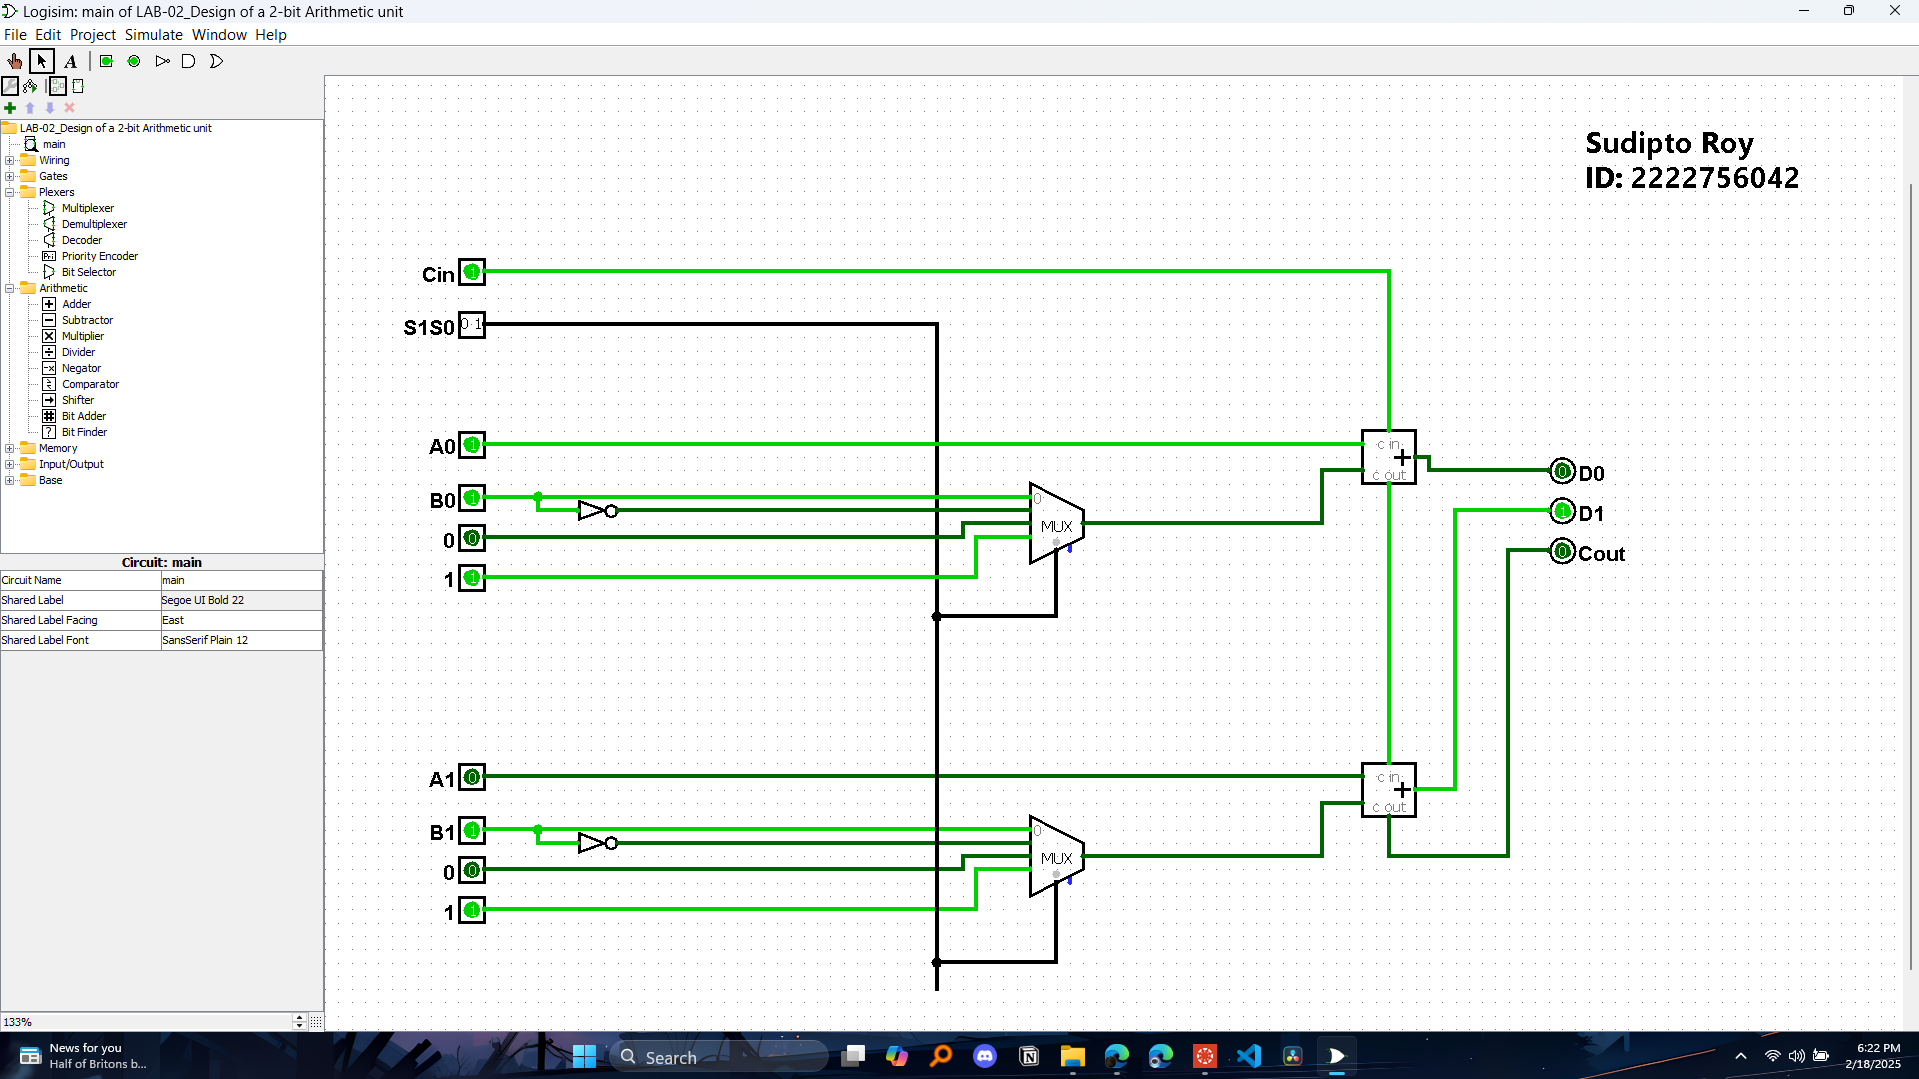 Logisim: main of LAB-02_Design of a 2-bit Arithmetic unit
File Edit Project Simulate Window Help
A
LAB-02_Design of a 2-bit Arithmetic unit
main
Wiring
Gates
Plexers
Multiplexer
Demultiplexer
Decoder
Pri Priority Encoder
Bit Selector
Arithmetic
Adder
Subtractor
Multiplier
Divider
Negator
Comparator
Shifter
Bit Adder
Bit Finder
Memory
Input/Output
Base
Circuit: main
Circuit Name main
Shared Label Segoe UI Bold 22
Shared Label Facing East
Shared Label Font SansSerif Plain 12
133%
Sudipto Roy
ID: 2222756042
Cin 1
S1S0 0 1
A0 1
c in
+
c out
0 D0
B0 1
0
MUX
1 D1
0 0
0 Cout
1 1
A1 0
c in
+
c out
B1 1
0
MUX
0 0
1 1
News for you
Half of Britons b...
Search
6:22 PM
2/18/2025